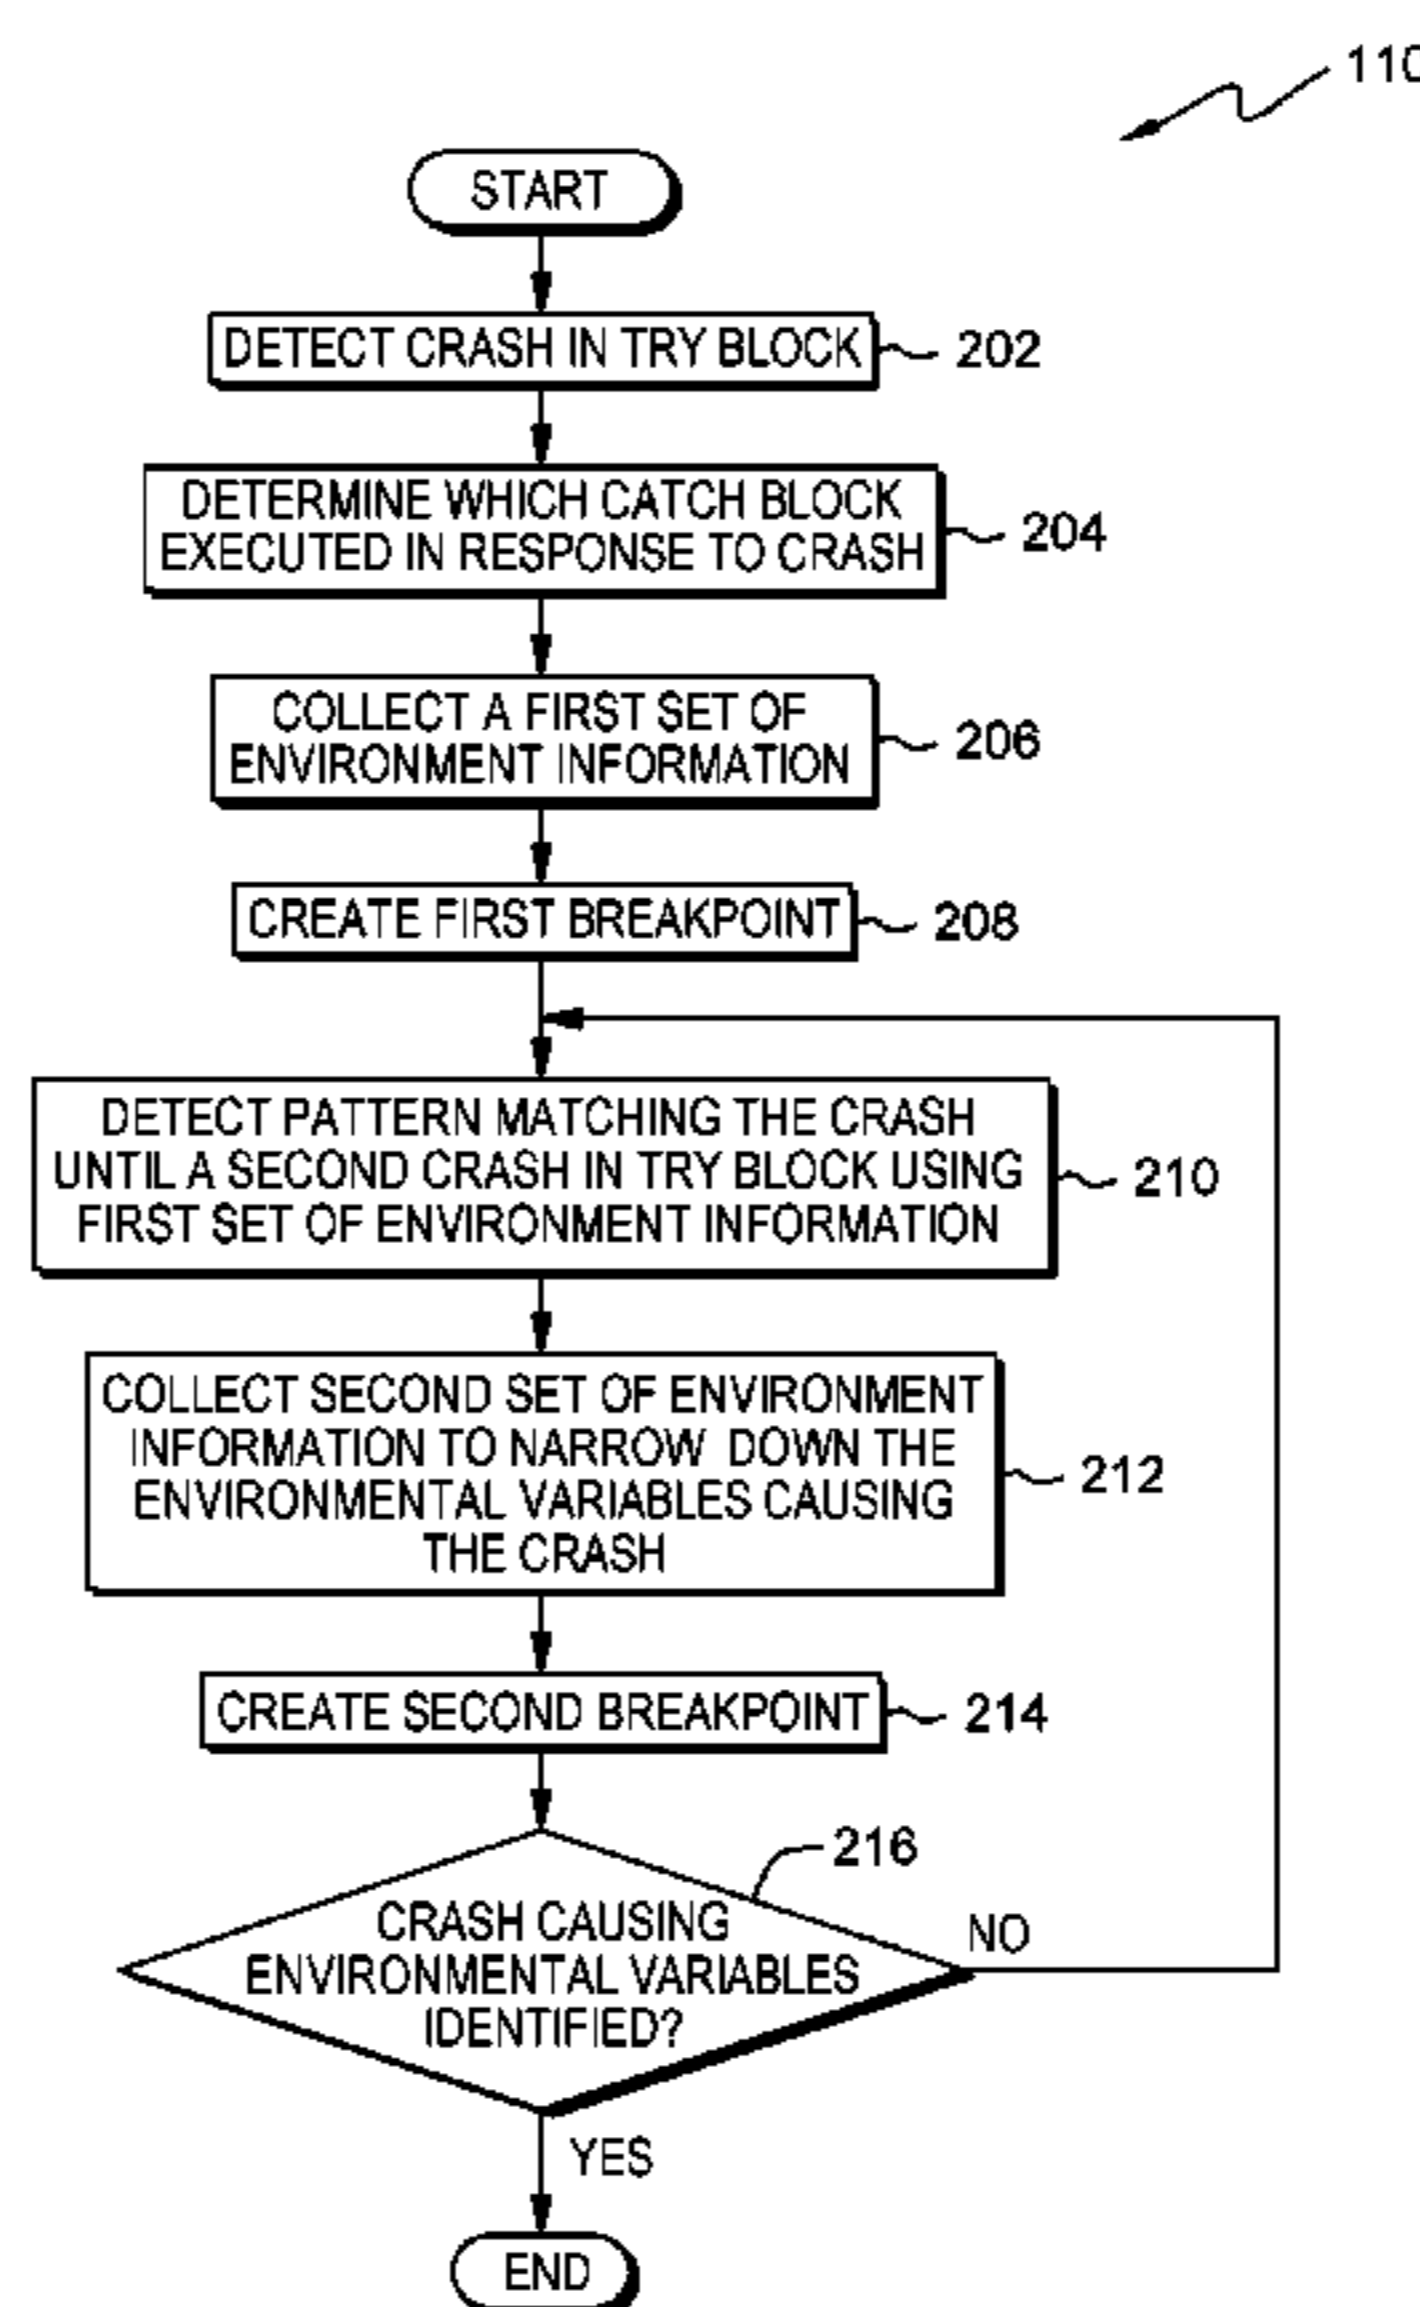 110
START
DETECT CRASH IN TRY BLOCK
202
DETERMINE WHICH CATCH BLOCK
EXECUTED IN RESPONSE TO CRASH
204
COLLECT A FIRST SET OF
ENVIRONMENT INFORMATION
206
CREATE FIRST BREAKPOINT
208
DETECT PATTERN MATCHING THE CRASH
UNTIL A SECOND CRASH IN TRY BLOCK USING
FIRST SET OF ENVIRONMENT INFORMATION
210
COLLECT SECOND SET OF ENVIRONMENT
INFORMATION TO NARROW DOWN THE
ENVIRONMENTAL VARIABLES CAUSING
THE CRASH
212
CREATE SECOND BREAKPOINT
214
216
CRASH CAUSING
ENVIRONMENTAL VARIABLES
IDENTIFIED?
NO
YES
END